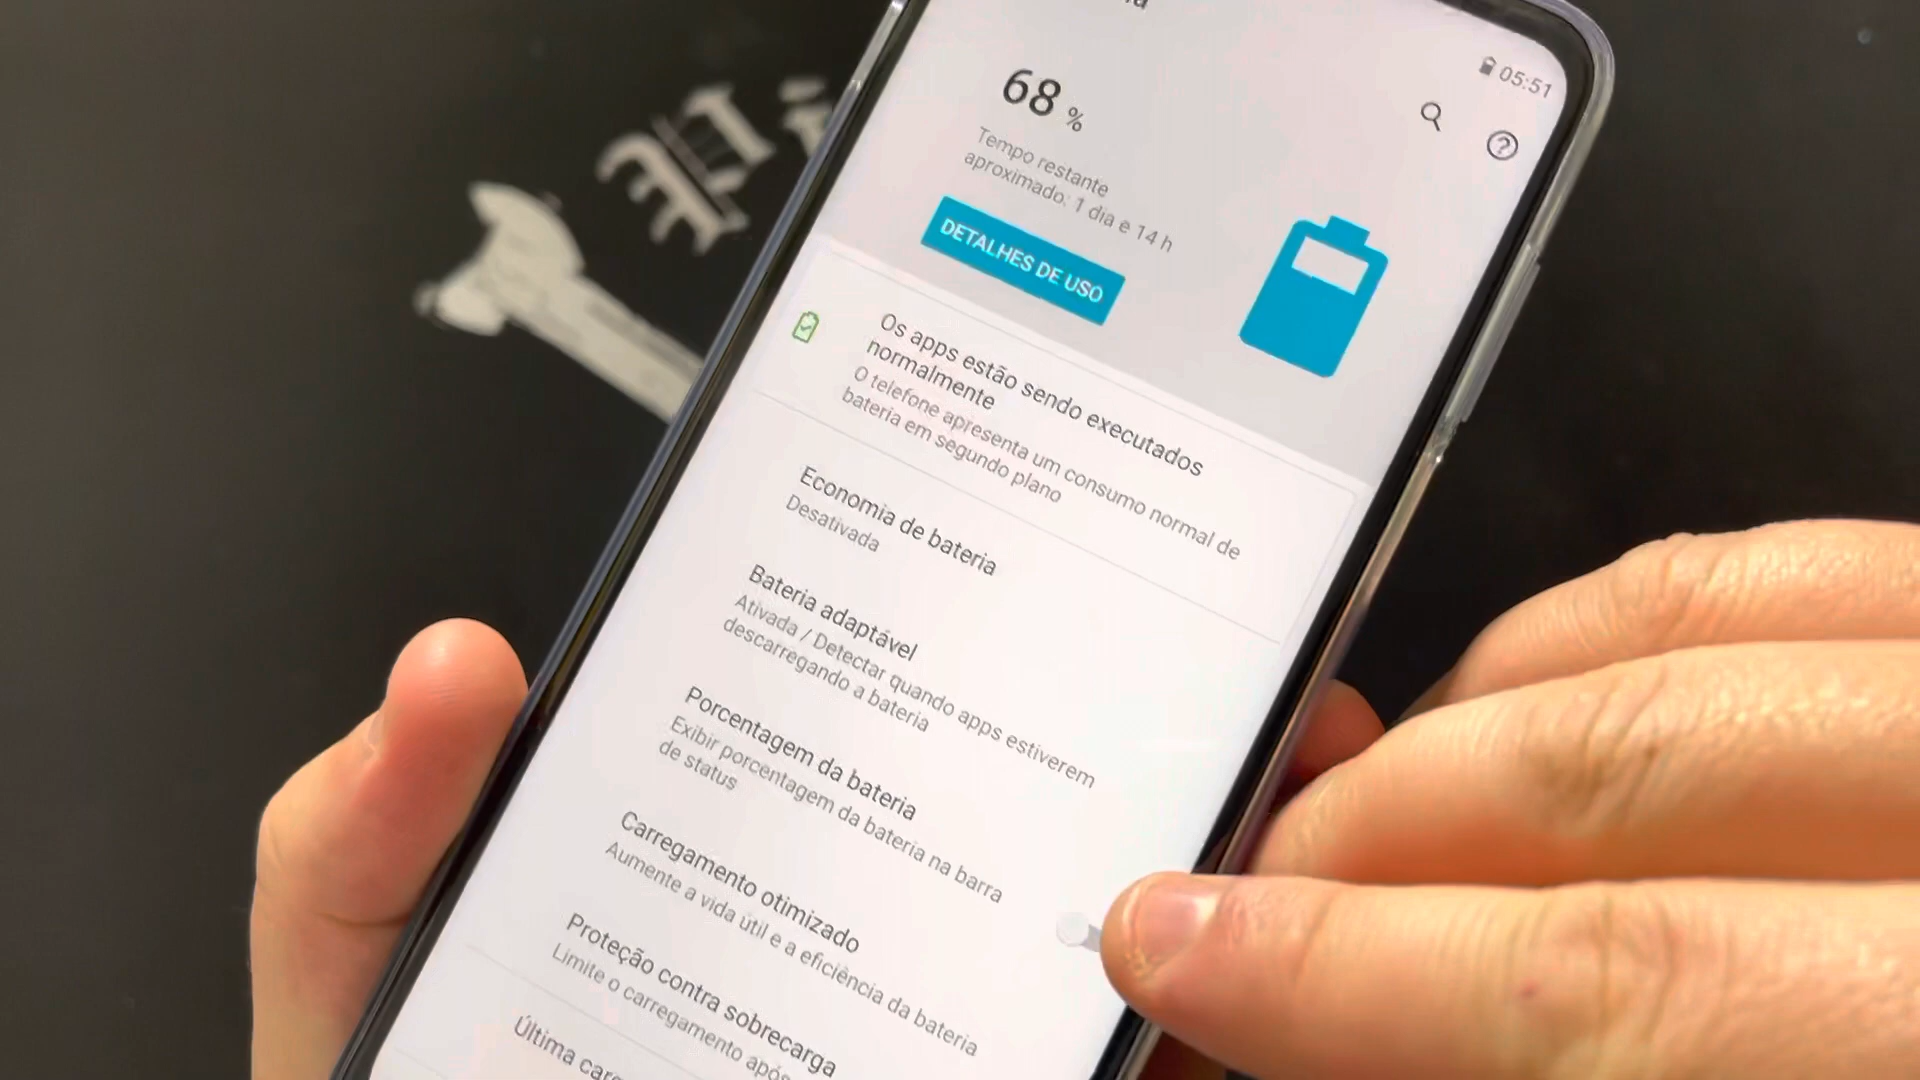 05:51
68 %
Tempo restante
aproximado: 1 dia e 14 h
DETALHES DE USO
Os apps estão sendo executados
normalmente
O telefone apresenta um consumo normal de
bateria em segundo plano
Economia de bateria
Desativada
Bateria adaptável
Ativada / Detectar quando apps estiverem
descarregando a bateria
Porcentagem da bateria
Exibir porcentagem da bateria na barra
de status
Carregamento otimizado
Aumente a vida útil e a eficiência da bateria
Proteção contra sobrecarga
Limite o carregamento após
Última